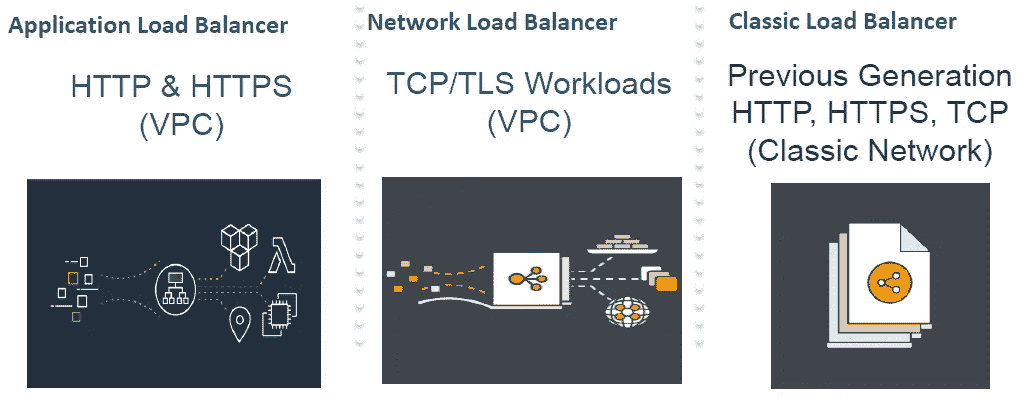 Application Load Balancer
HTTP & HTTPS
(VPC)
Network Load Balancer
TCP/TLS Workloads
(VPC)
Classic Load Balancer
Previous Generation
HTTP, HTTPS, TCP
(Classic Network)